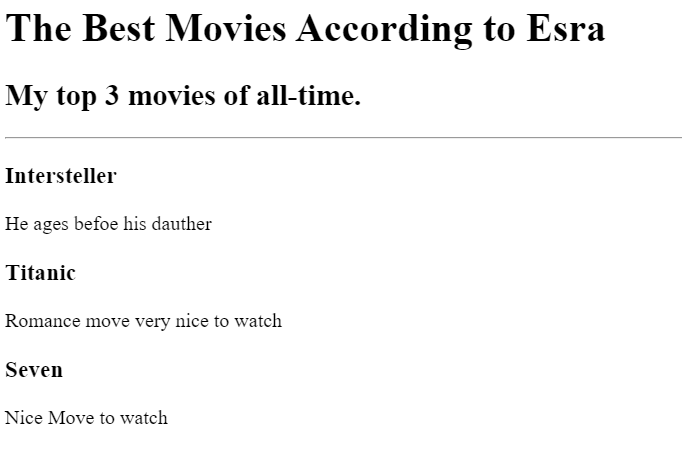 The Best Movies According to Esra
My top 3 movies of all-time.
Intersteller
He ages befoe his dauther
Titanic
Romance move very nice to watch
Seven
Nice Move to watch